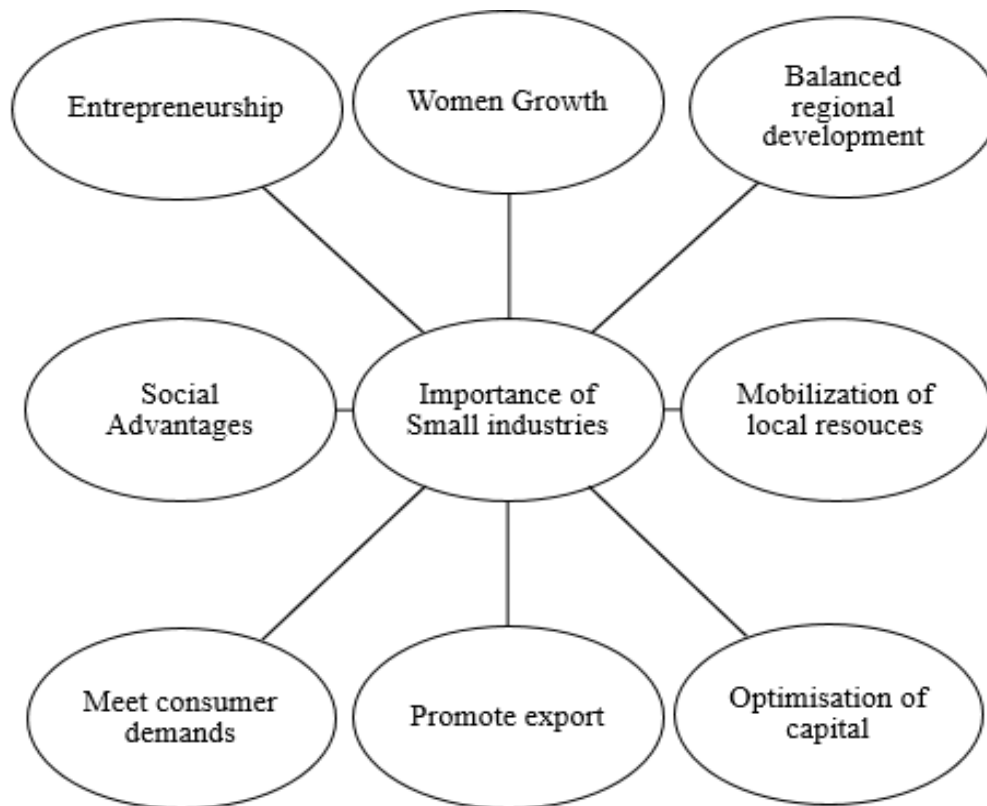 Entrepreneurship
Women Growth
Balanced
regional
development
Social
Advantages
Importance of
Small industries
Mobilization of
local resouces
Meet consumer
demands
Promote export
Optimisation of
capital